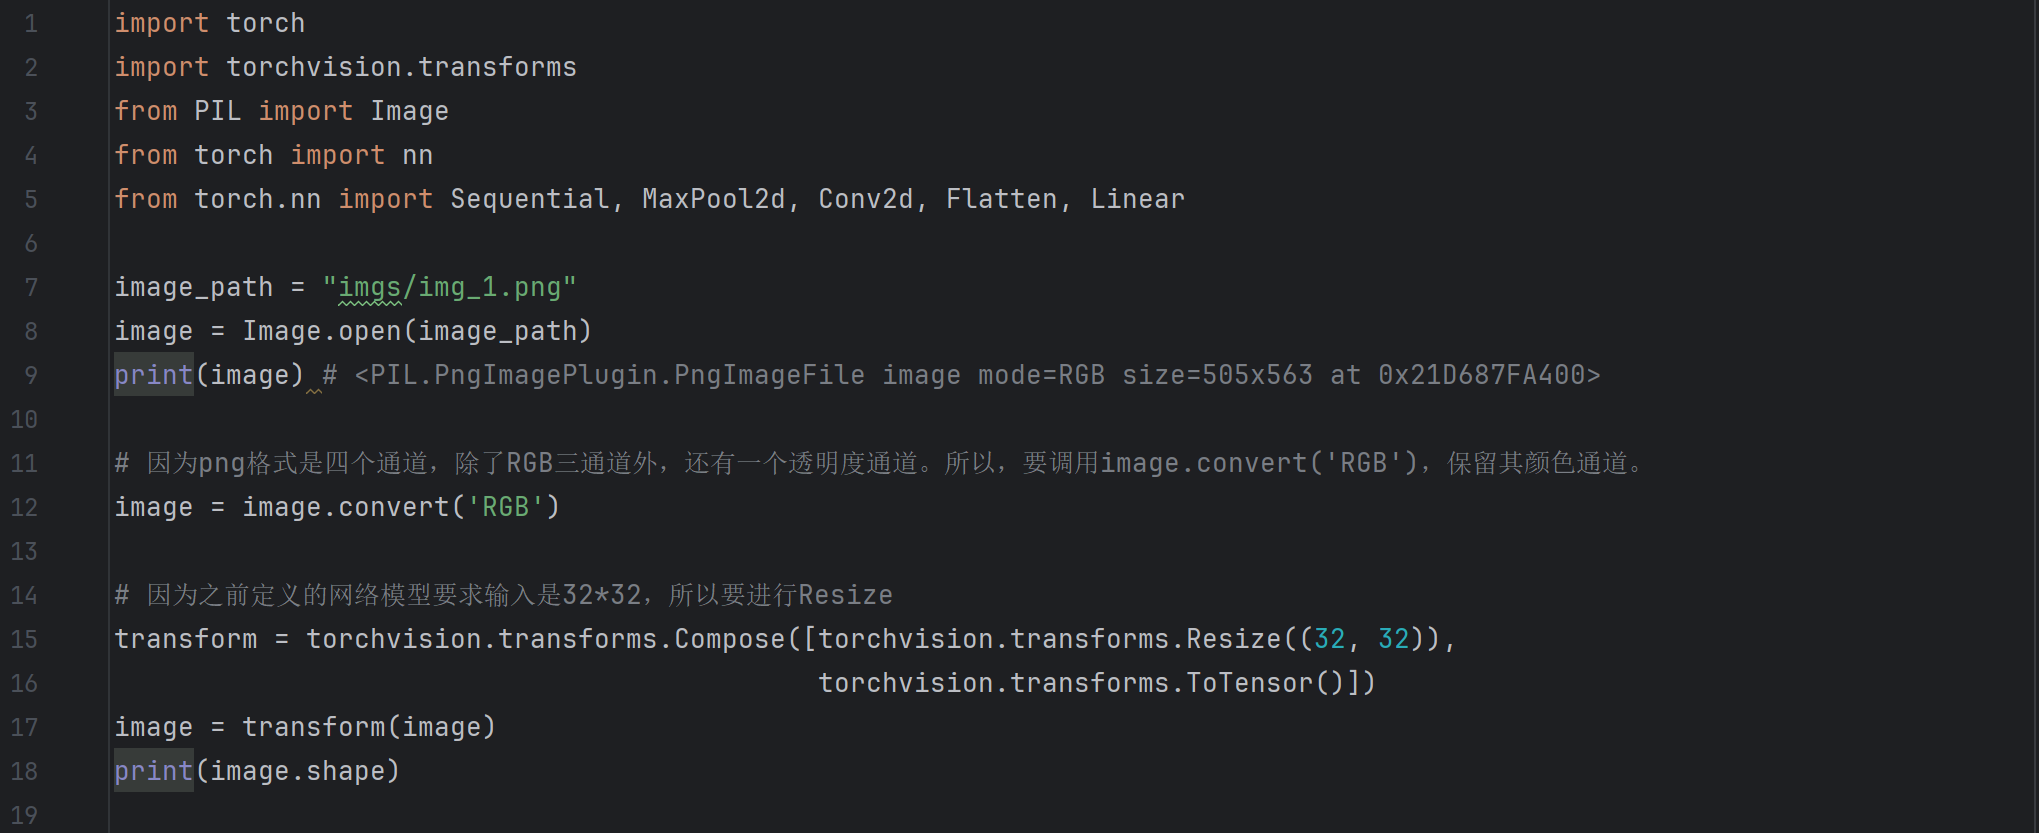 1 import torch
2 import torchvision.transforms
3 from PIL import Image
4 from torch import nn
5 from torch.nn import Sequential, MaxPool2d, Conv2d, Flatten, Linear
6
7 image_path = "imgs/img_1.png"
8 image = Image.open(image_path)
9 print(image) # <PIL.PngImagePlugin.PngImageFile image mode=RGB size=505x563 at 0x21D687FA400>
10
11 # 因为png格式是四个通道，除了RGB三通道外，还有一个透明度通道。所以，要调用image.convert('RGB')，保留其颜色通道。
12 image = image.convert('RGB')
13
14 # 因为之前定义的网络模型要求输入是32*32，所以要进行Resize
15 transform = torchvision.transforms.Compose([torchvision.transforms.Resize((32, 32)),
16                                             torchvision.transforms.ToTensor()])
17 image = transform(image)
18 print(image.shape)
19